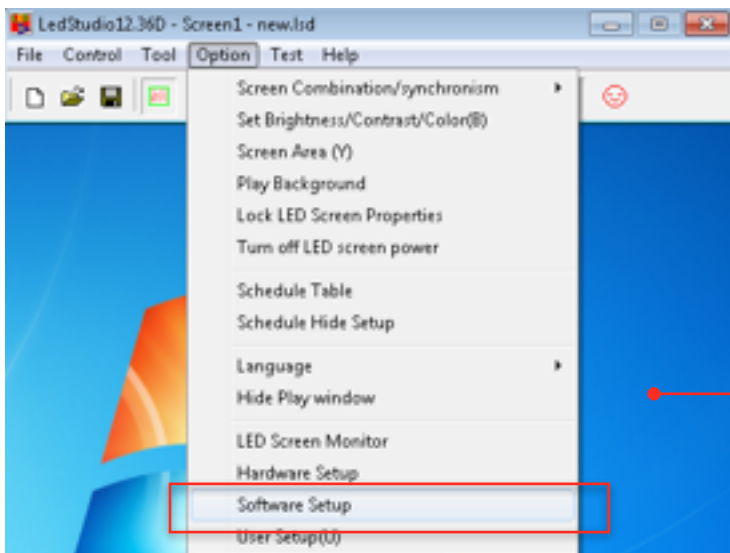 LedStudio12.36D - Screen1 - new.lsd
File Control Tool Option Test Help
Screen Combination/synchronism
Set Brightness/Contrast/Color(B)
Screen Area (Y)
Play Background
Lock LED Screen Properties
Turn off LED screen power
Schedule Table
Schedule Hide Setup
Language
Hide Play window
LED Screen Monitor
Hardware Setup
Software Setup
User Setup(U)